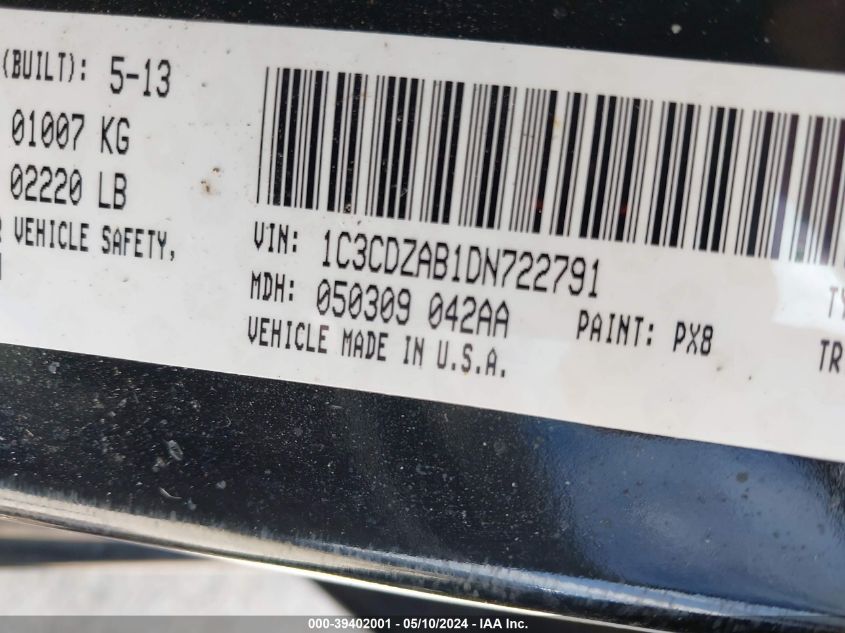 (BUILT): 5-13
01007 KG
02220 LB
VEHICLE SAFETY,
VIN: 1C3CDZAB1DN722791
MDH: 050309 042AA PAINT: PX8
VEHICLE MADE IN U.S.A.
TR
000-39402001 - 05/10/2024 - IAA Inc.